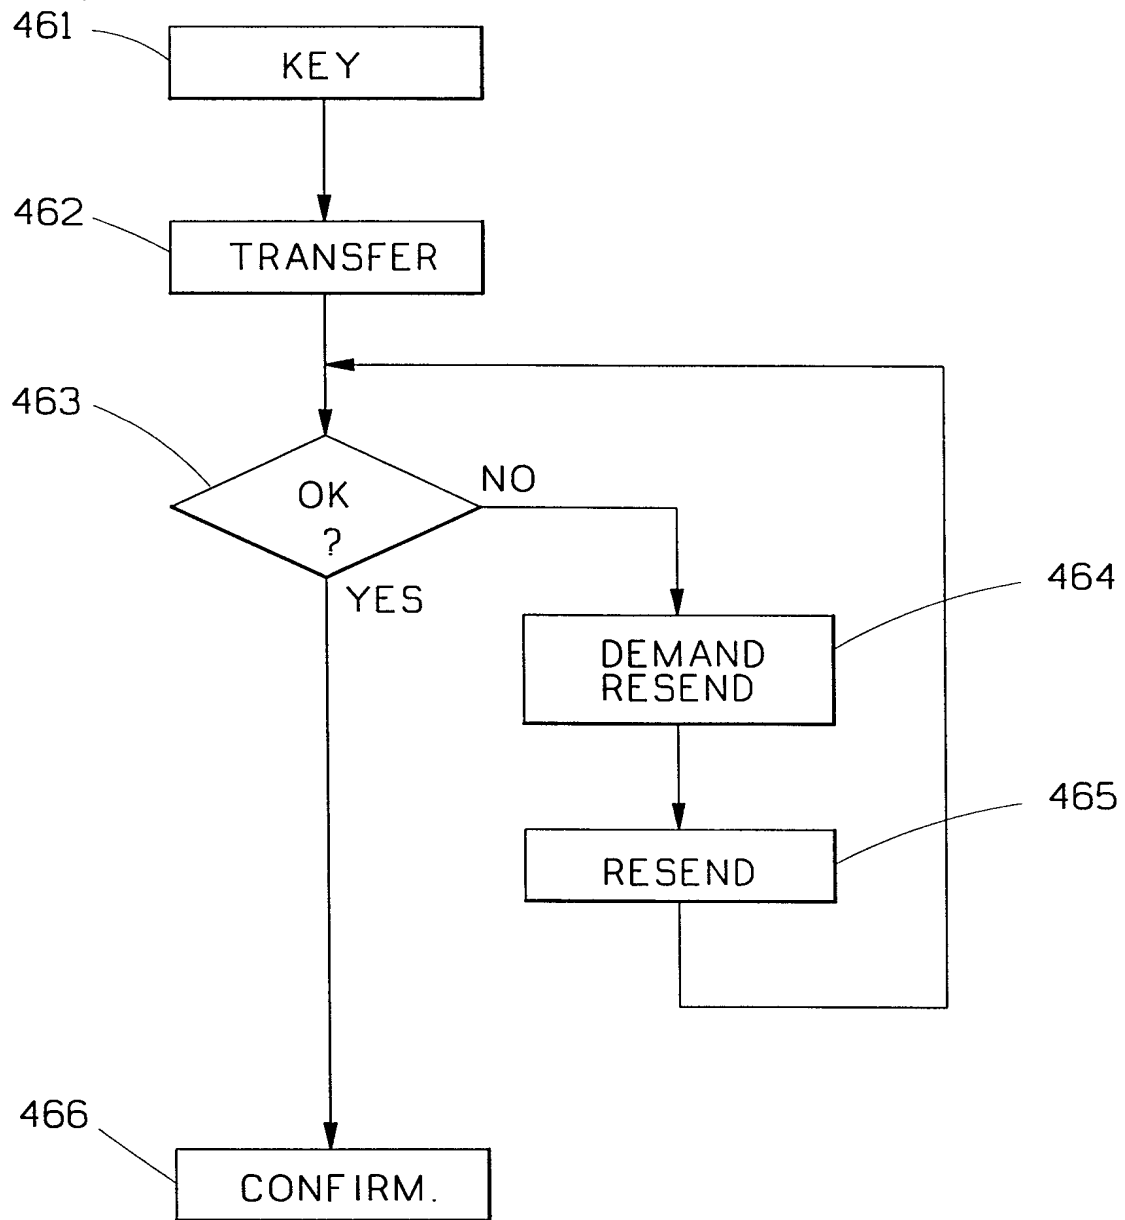 461
KEY
462
TRANSFER
463
OK
?
NO
YES
464
DEMAND
RESEND
465
RESEND
466
CONFIRM.